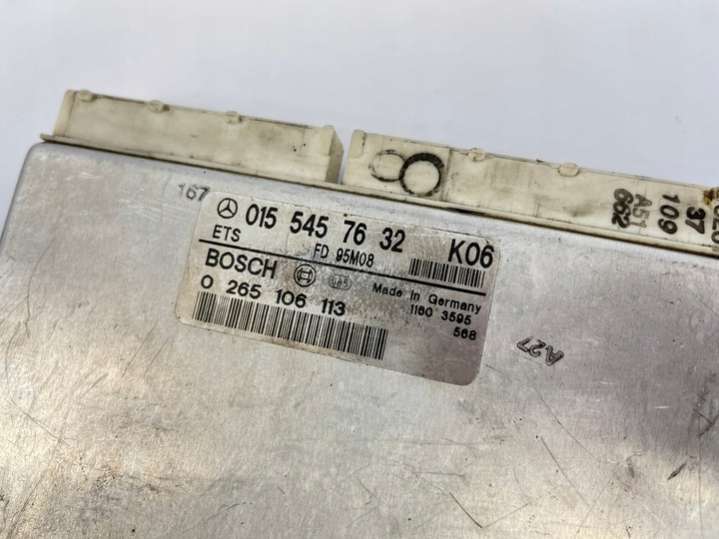 167
015 545 76 32 K06
ETS
FD 95M08
BOSCH
Made in Germany
0 265 106 113
1160 3595
568
8
37
109
A51
662
A27